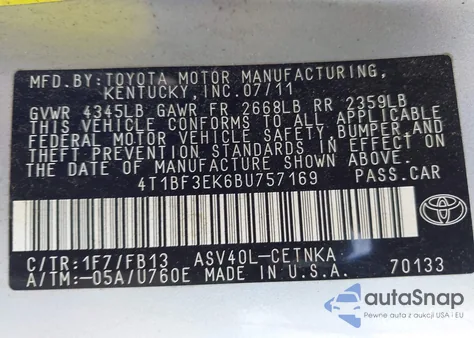 MFD.BY:TOYOTA MOTOR MANUFACTURING,
KENTUCKY, INC.07/11
GVWR 4345LB GAWR FR 2668LB RR 2359LB
THIS VEHICLE CONFORMS TO ALL APPLICABLE
FEDERAL MOTOR VEHICLE SAFETY, BUMPER, AND
THEFT PREVENTION STANDARDS IN EFFECT ON
THE DATE OF MANUFACTURE SHOWN ABOVE.
4T1BF3EK6BU757169 PASS.CAR
TOYOTA
C/TR:1F7/FB13 ASV40L-CETNKA
A/TM:-05A/U760E MADE IN U.S.A. 70133
autoSnap
Pewne auta z aukcji USA i EU